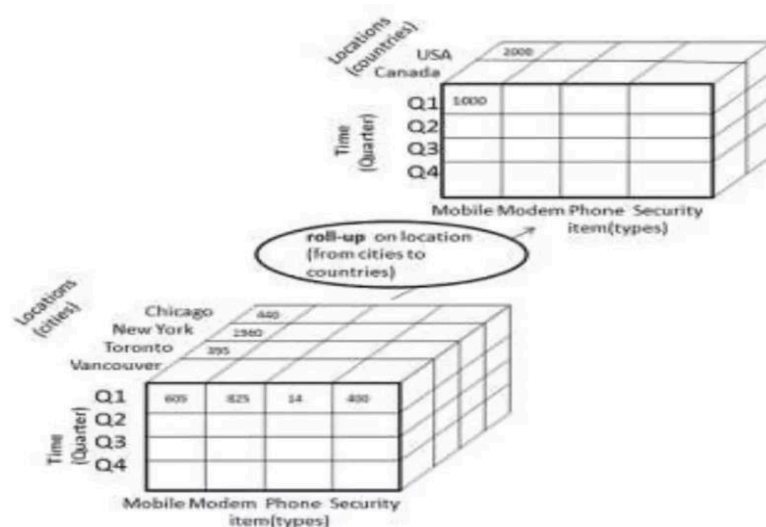 Locations
(countries)
USA
Canada
2000
Time
(Quarter)
Q1
Q2
Q3
Q4
1000
Mobile Modem Phone Security
item(types)
roll-up on location
(from cities to
countries)
Locations
(cities)
Chicago
New York
Toronto
Vancouver
440
1560
395
Time
(Quarter)
Q1
Q2
Q3
Q4
605 825 14 400
Mobile Modem Phone Security
item(types)